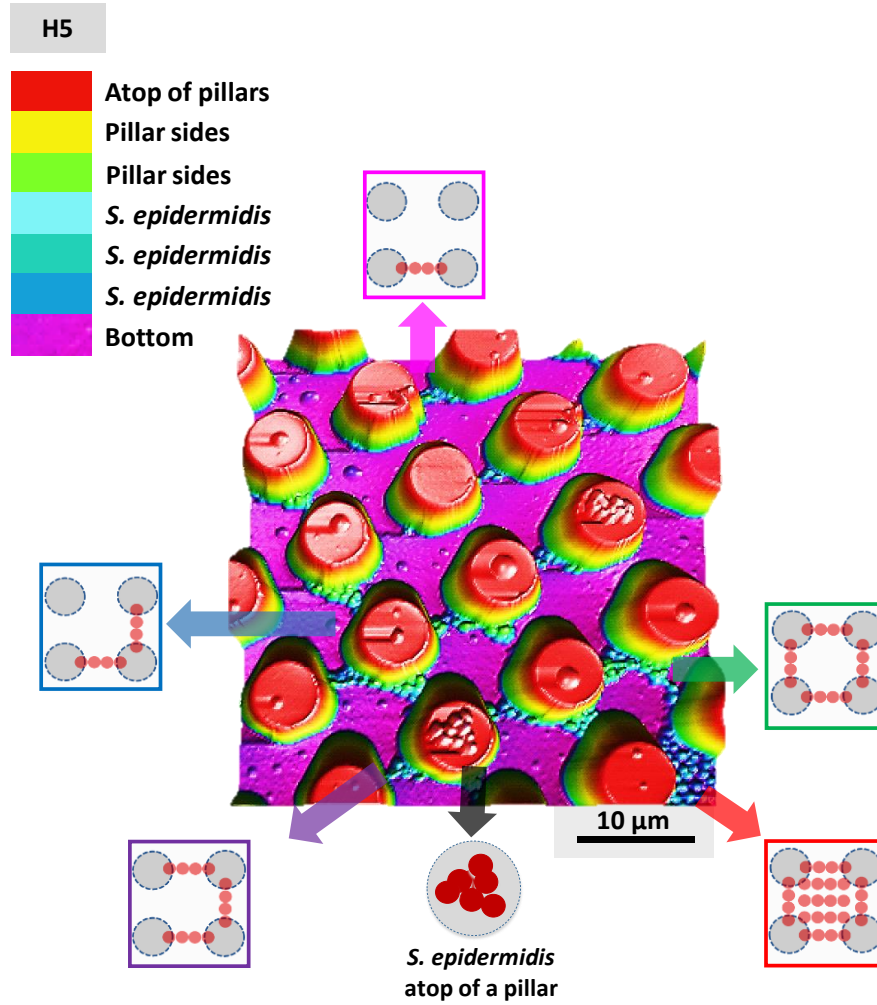 H5
Atop of pillars
Pillar sides
Pillar sides
S. epidermidis
S. epidermidis
S. epidermidis
Bottom
10 µm
S. epidermidis
atop of a pillar